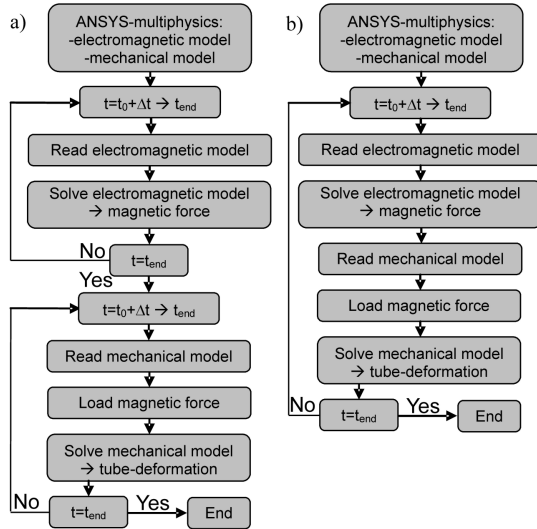 a)
ANSYS-multiphysics:
-electromagnetic model
-mechanical model
t=t₀+Δt → tₑₙd
Read electromagnetic model
Solve electromagnetic model
→ magnetic force
No
t=tₑₙd
Yes
t=t₀+Δt → tₑₙd
Read mechanical model
Load magnetic force
Solve mechanical model
→ tube-deformation
No
t=tₑₙd
Yes
End
b)
ANSYS-multiphysics:
-electromagnetic model
-mechanical model
t=t₀+Δt → tₑₙd
Read electromagnetic model
Solve electromagnetic model
→ magnetic force
Read mechanical model
Load magnetic force
Solve mechanical model
→ tube-deformation
No
t=tₑₙd
Yes
End